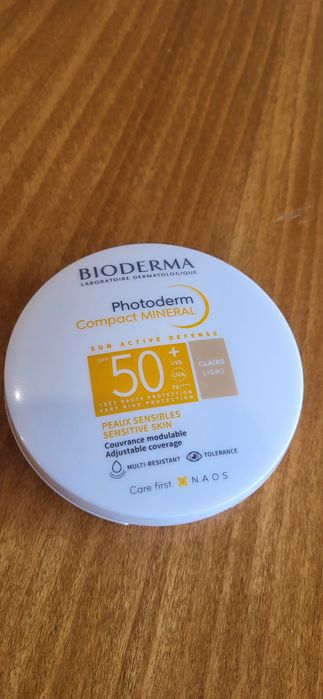 BIODERMA
LABORATOIRE DERMATOLOGIQUE
Photoderm
Compact MINERAL
SUN ACTIVE DEFENSE
SPF 50+ UVB
UVA
PA++++
CLAIRE
LIGHT
TRÈS HAUTE PROTECTION
VERY HIGH PROTECTION
PEAUX SENSIBLES
SENSITIVE SKIN
Couvrance modulable
Adjustable coverage
MULTI-RESISTANT TOLERANCE
Care first. NAOS